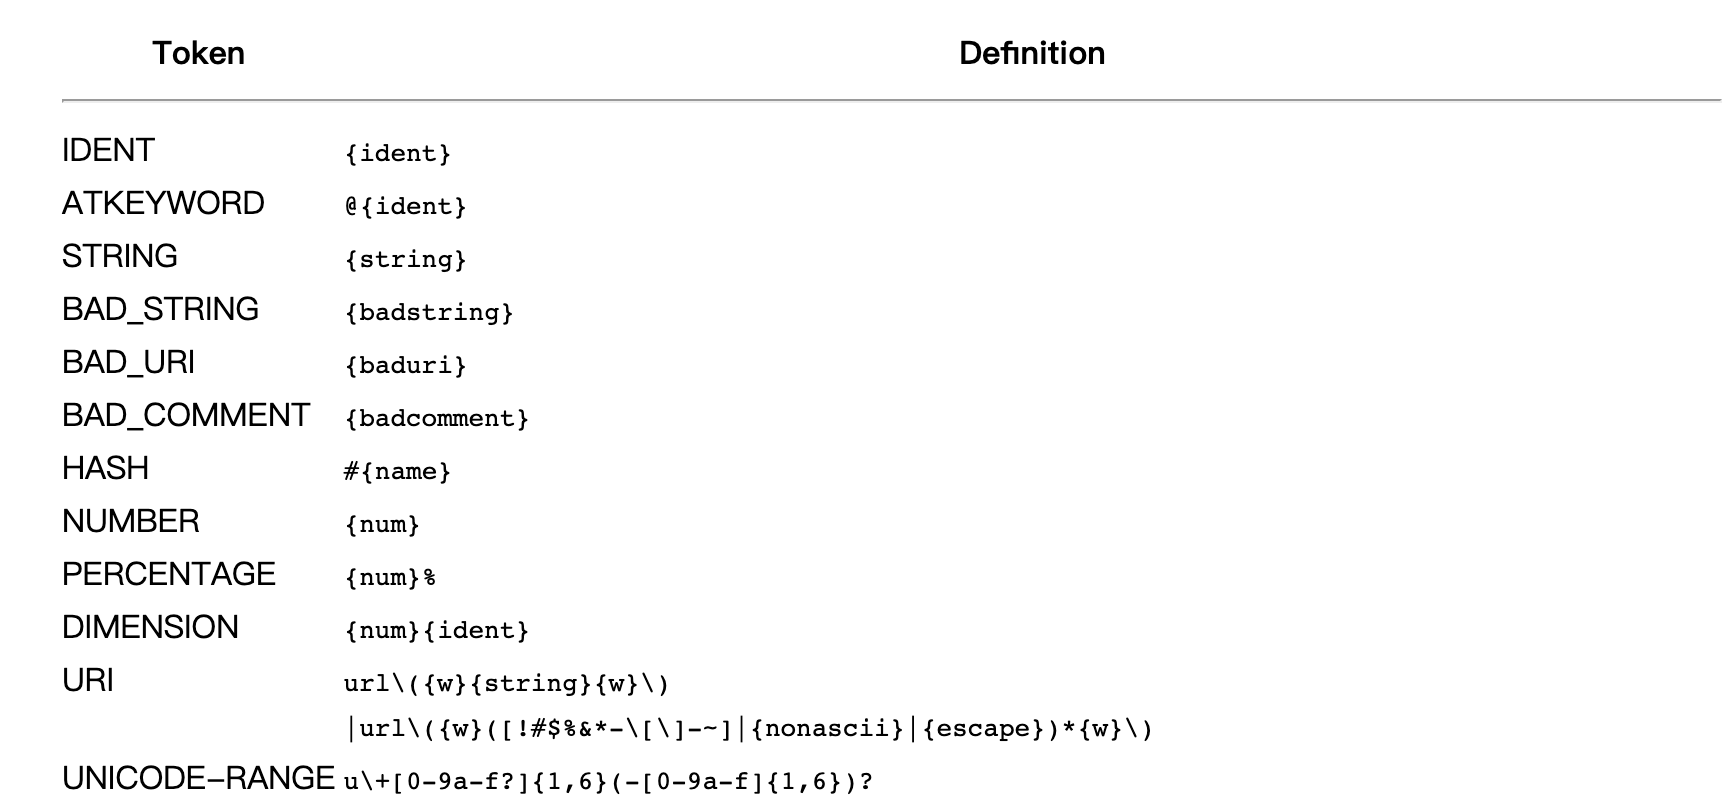 Token Definition
IDENT {ident}
ATKEYWORD @{ident}
STRING {string}
BAD_STRING {badstring}
BAD_URI {baduri}
BAD_COMMENT {badcomment}
HASH #{name}
NUMBER {num}
PERCENTAGE {num}%
DIMENSION {num}{ident}
URI url\({w}{string}{w}\)
|url\({w}([!#$%&*-\[\]-~]|{nonascii}|{escape})*{w}\)
UNICODE-RANGE u\+[0-9a-f?]{1,6}(-[0-9a-f]{1,6})?